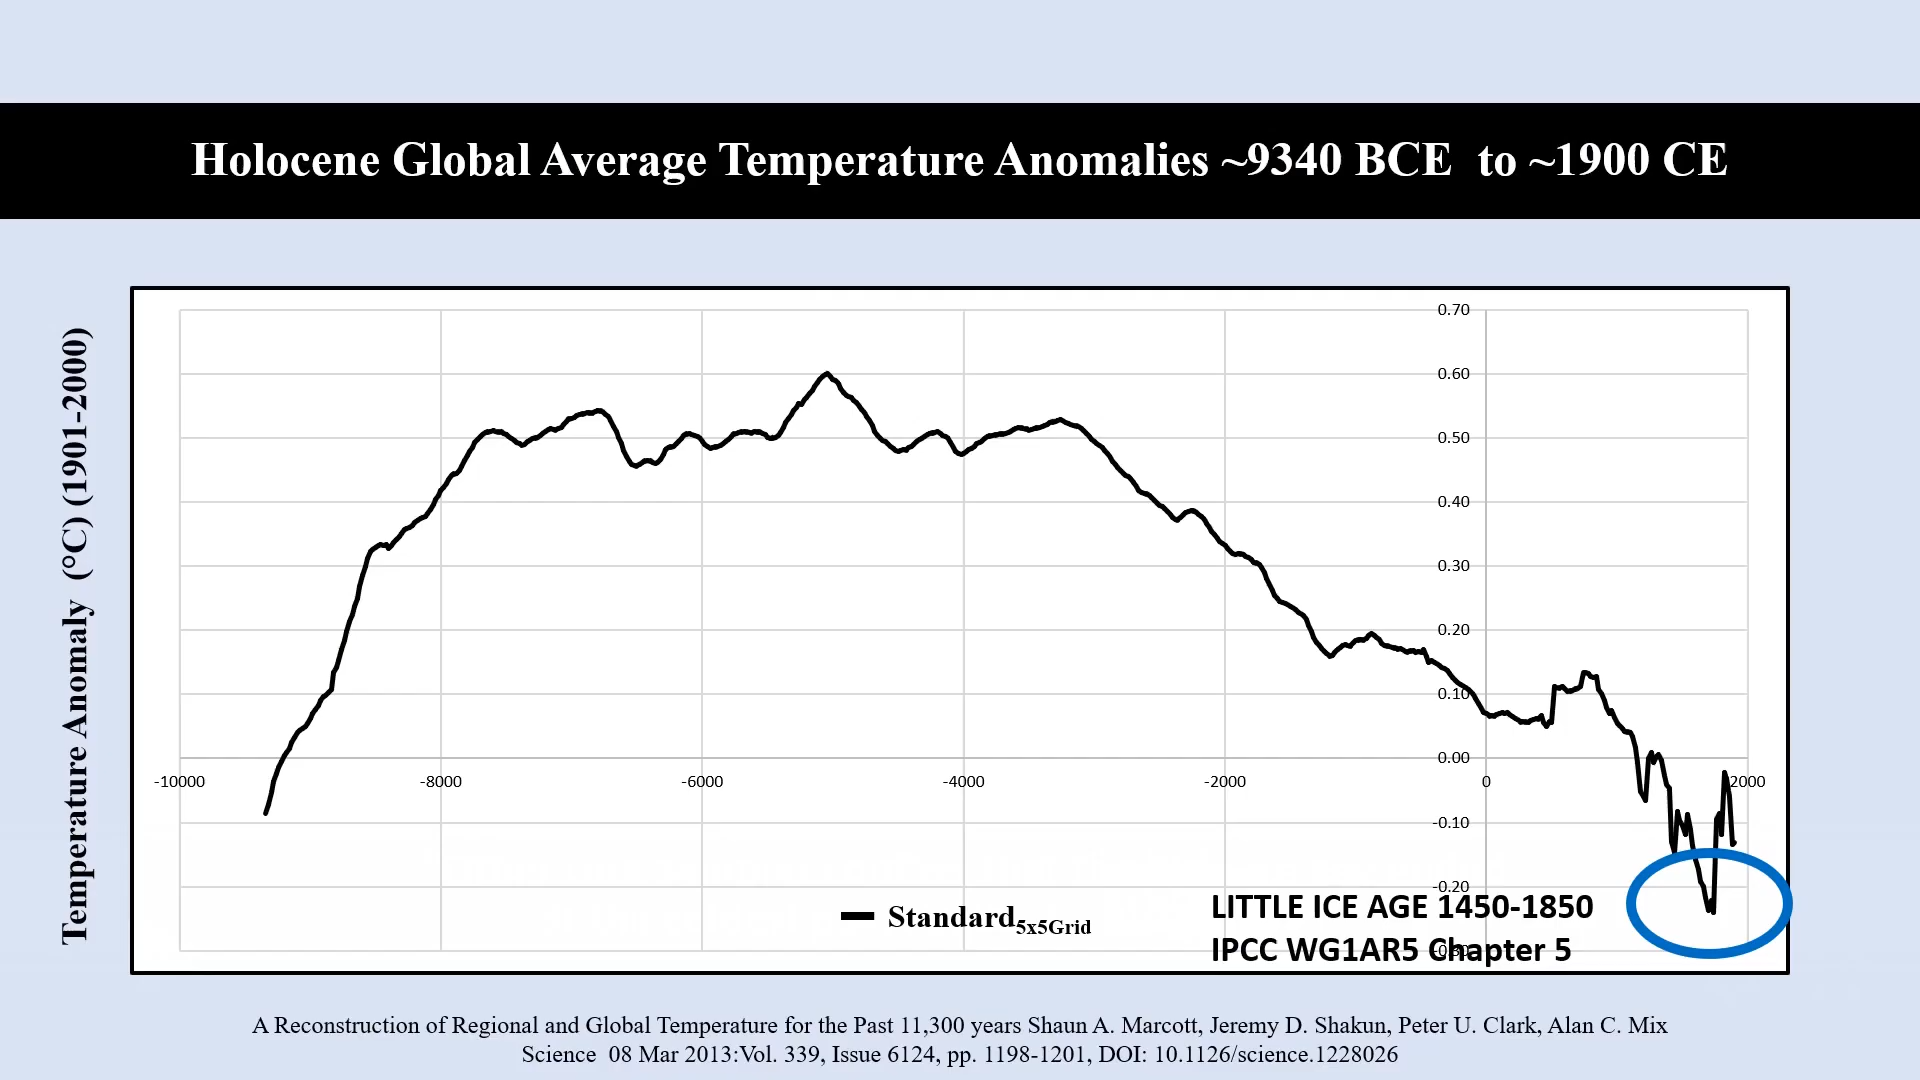 Holocene Global Average Temperature Anomalies ~9340 BCE to ~1900 CE
Temperature Anomaly (°C) (1901-2000)
0.70
0.60
0.50
0.40
0.30
0.20
0.10
0.00
-10000 -8000 -6000 -4000 -2000 0 2000
-0.10
-0.20
-0.30
Standard5x5Grid
LITTLE ICE AGE 1450-1850
IPCC WG1AR5 Chapter 5
A Reconstruction of Regional and Global Temperature for the Past 11,300 years Shaun A. Marcott, Jeremy D. Shakun, Peter U. Clark, Alan C. Mix
Science 08 Mar 2013:Vol. 339, Issue 6124, pp. 1198-1201, DOI: 10.1126/science.1228026